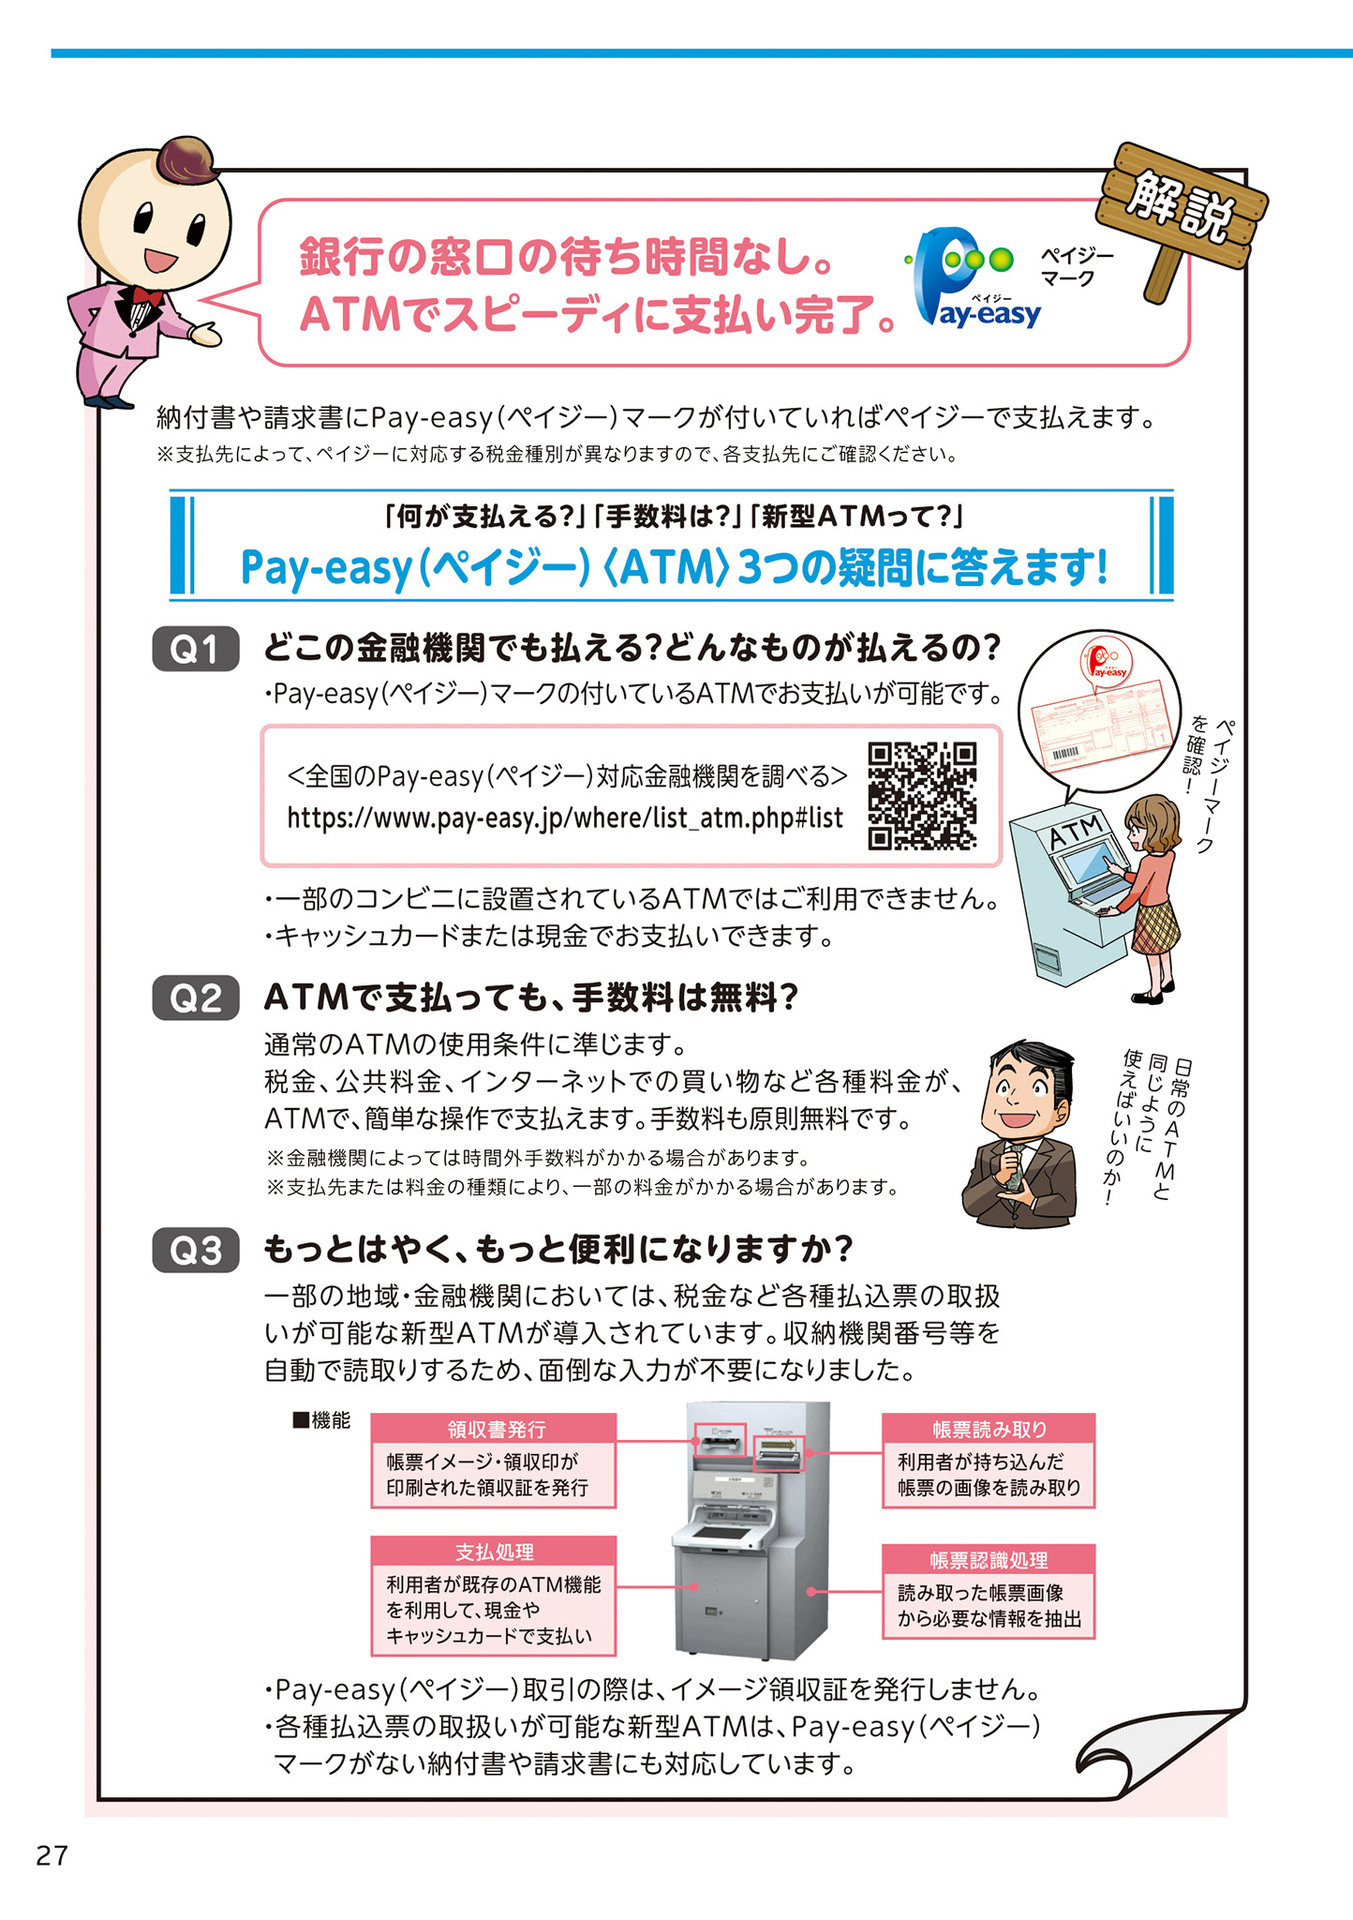 解説
銀行の窓口の待ち時間なし。
ATMでスピーディに支払い完了。
ペイジー
Pay-easy
ペイジー
マーク
納付書や請求書にPay-easy(ペイジー)マークが付いていればペイジーで支払えます。
※支払先によって、ペイジーに対応する税金種別が異なりますので、各支払先にご確認ください。
「何が支払える?」「手数料は?」「新型ATMって?」
Pay-easy(ペイジー)〈ATM〉3つの疑問に答えます!
Q1 どこの金融機関でも払える?どんなものが払えるの?
・Pay-easy(ペイジー)マークの付いているATMでお支払いが可能です。
<全国のPay-easy(ペイジー)対応金融機関を調べる>
https://www.pay-easy.jp/where/list_atm.php#list
Pay-easy
ペイジーマーク
を確認!
ATM
・一部のコンビニに設置されているATMではご利用できません。
・キャッシュカードまたは現金でお支払いできます。
Q2 ATMで支払っても、手数料は無料?
通常のATMの使用条件に準じます。
税金、公共料金、インターネットでの買い物など各種料金が、
ATMで、簡単な操作で支払えます。手数料も原則無料です。
※金融機関によっては時間外手数料がかかる場合があります。
※支払先または料金の種類により、一部の料金がかかる場合があります。
日常のATMと
同じように
使えばいいのか!
Q3 もっとはやく、もっと便利になりますか?
一部の地域・金融機関においては、税金など各種払込票の取扱
いが可能な新型ATMが導入されています。収納機関番号等を
自動で読取りするため、面倒な入力が不要になりました。
■機能
領収書発行
帳票イメージ・領収印が
印刷された領収証を発行
支払処理
利用者が既存のATM機能
を利用して、現金や
キャッシュカードで支払い
帳票読み取り
利用者が持ち込んだ
帳票の画像を読み取り
帳票認識処理
読み取った帳票画像
から必要な情報を抽出
・Pay-easy(ペイジー)取引の際は、イメージ領収証を発行しません。
・各種払込票の取扱いが可能な新型ATMは、Pay-easy(ペイジー)
マークがない納付書や請求書にも対応しています。
27